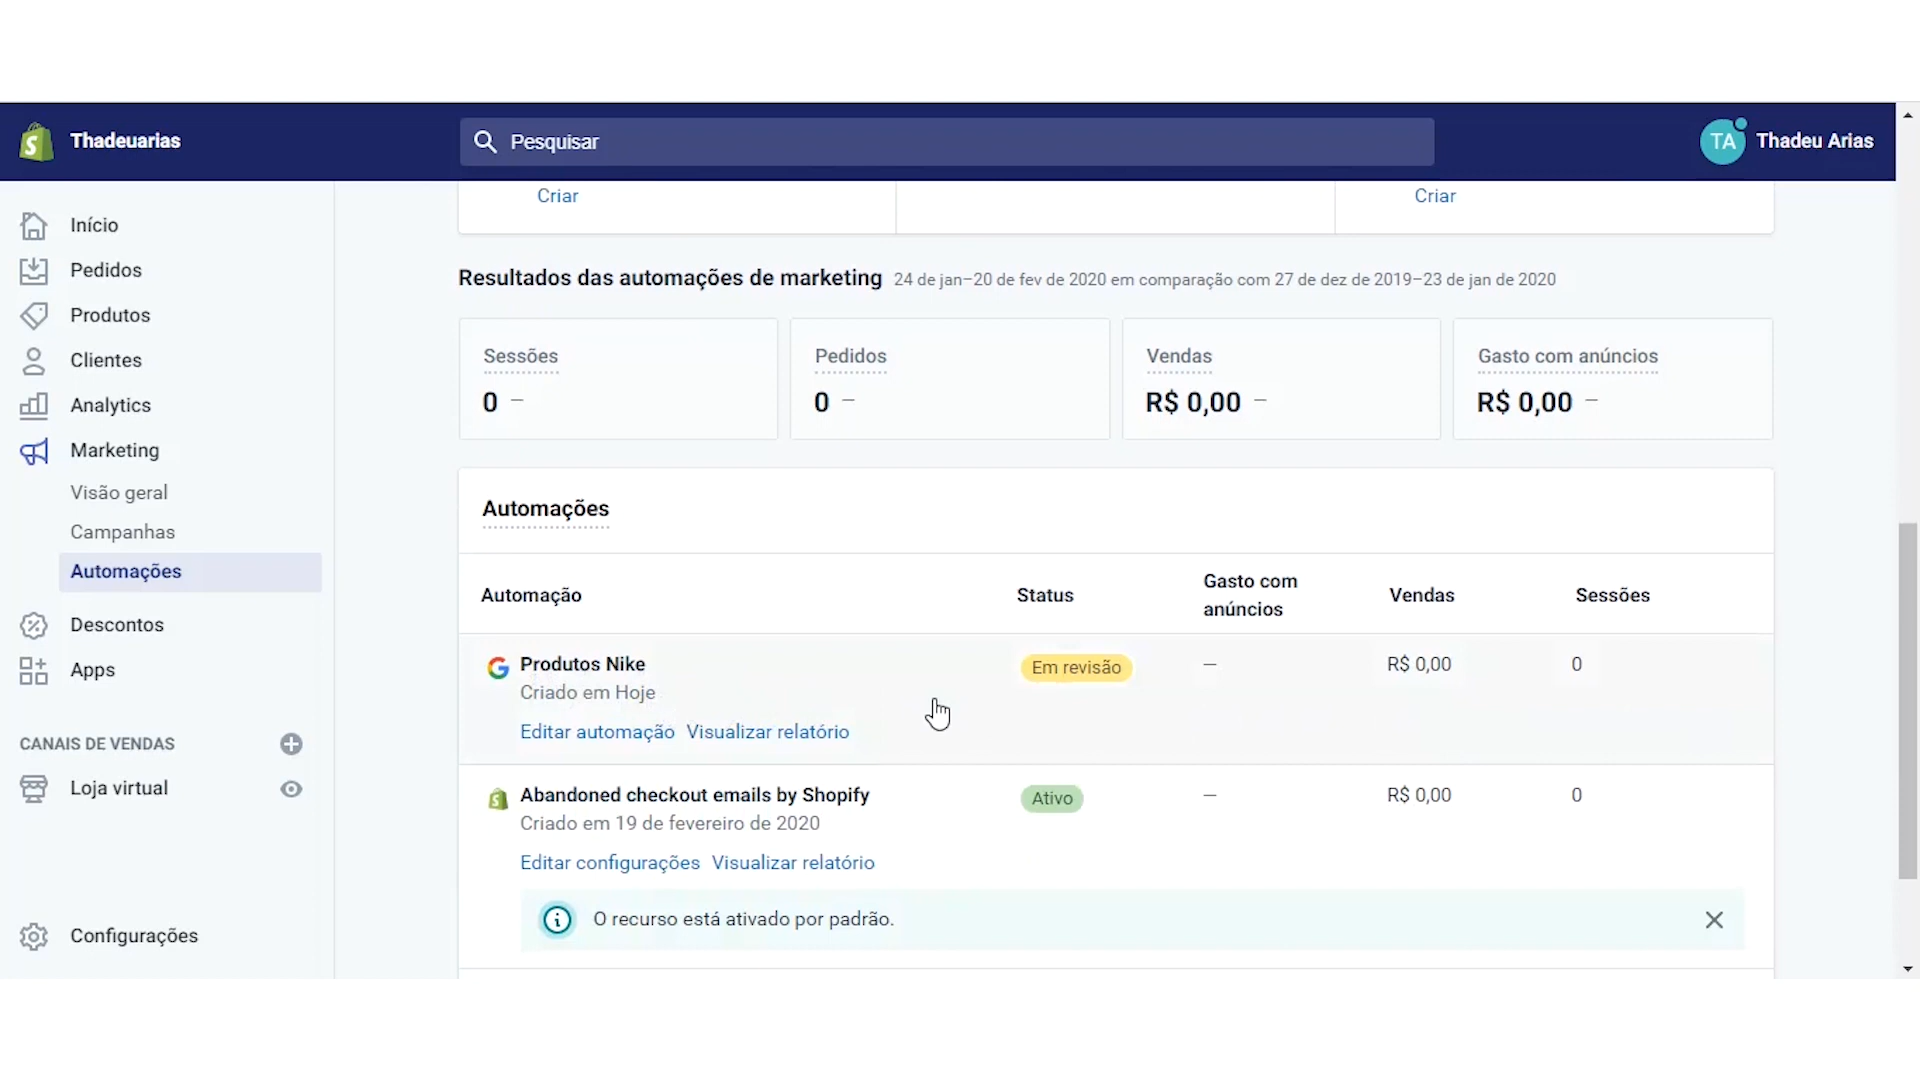 Thadeuarias
Pesquisar
TA
Thadeu Arias
Início
Pedidos
Produtos
Clientes
Analytics
Marketing
Visão geral
Campanhas
Automações
Descontos
Apps
CANAIS DE VENDAS
Loja virtual
Configurações
Criar
Criar
Resultados das automações de marketing 24 de jan–20 de fev de 2020 em comparação com 27 de dez de 2019–23 de jan de 2020
Sessões
0 –
Pedidos
0 –
Vendas
R$ 0,00 –
Gasto com anúncios
R$ 0,00 –
Automações
Automação
Status
Gasto com
anúncios
Vendas
Sessões
Produtos Nike
Em revisão
—
R$ 0,00
0
Criado em Hoje
Editar automação Visualizar relatório
Abandoned checkout emails by Shopify
Ativo
—
R$ 0,00
0
Criado em 19 de fevereiro de 2020
Editar configurações Visualizar relatório
O recurso está ativado por padrão.